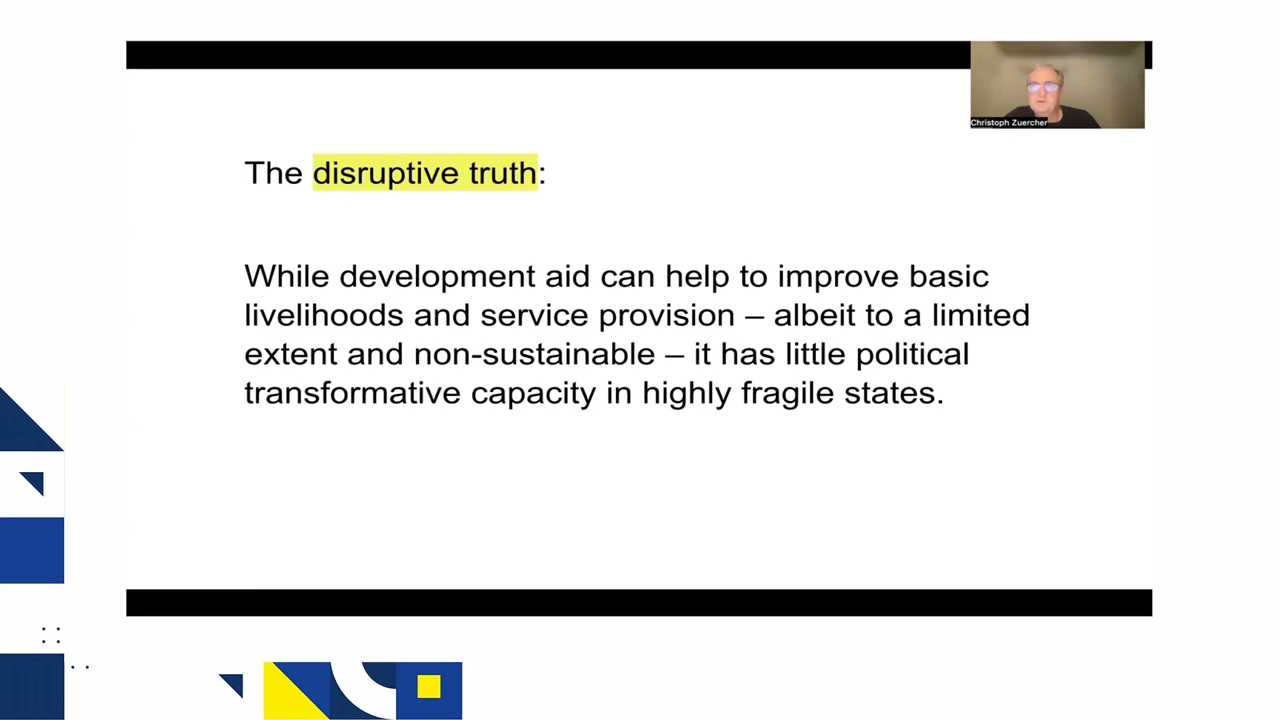 Christoph Zuercher
The disruptive truth:
While development aid can help to improve basic
livelihoods and service provision – albeit to a limited
extent and non-sustainable – it has little political
transformative capacity in highly fragile states.